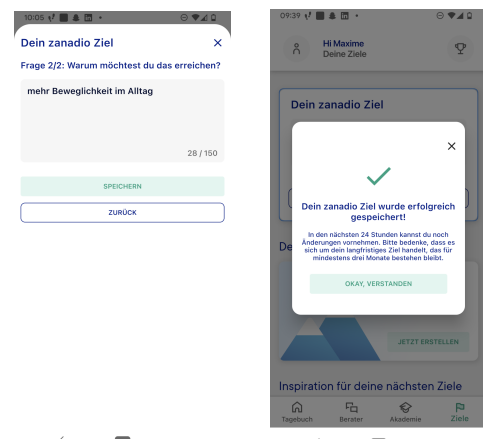 10:05
Dein zanadio Ziel
Frage 2/2: Warum möchtest du das erreichen?
mehr Beweglichkeit im Alltag
28 / 150
SPEICHERN
ZURÜCK
09:39
Hi Maxime
Deine Ziele
Dein zanadio Ziel
Dein zanadio Ziel wurde erfolgreich
gespeichert!
In den nächsten 24 Stunden kannst du noch
Änderungen vornehmen. Bitte bedenke, dass es
sich um dein langfristiges Ziel handelt, das für
mindestens drei Monate bestehen bleibt.
OKAY, VERSTANDEN
De
JETZT ERSTELLEN
Inspiration für deine nächsten Ziele
Tagebuch Berater Akademie Ziele